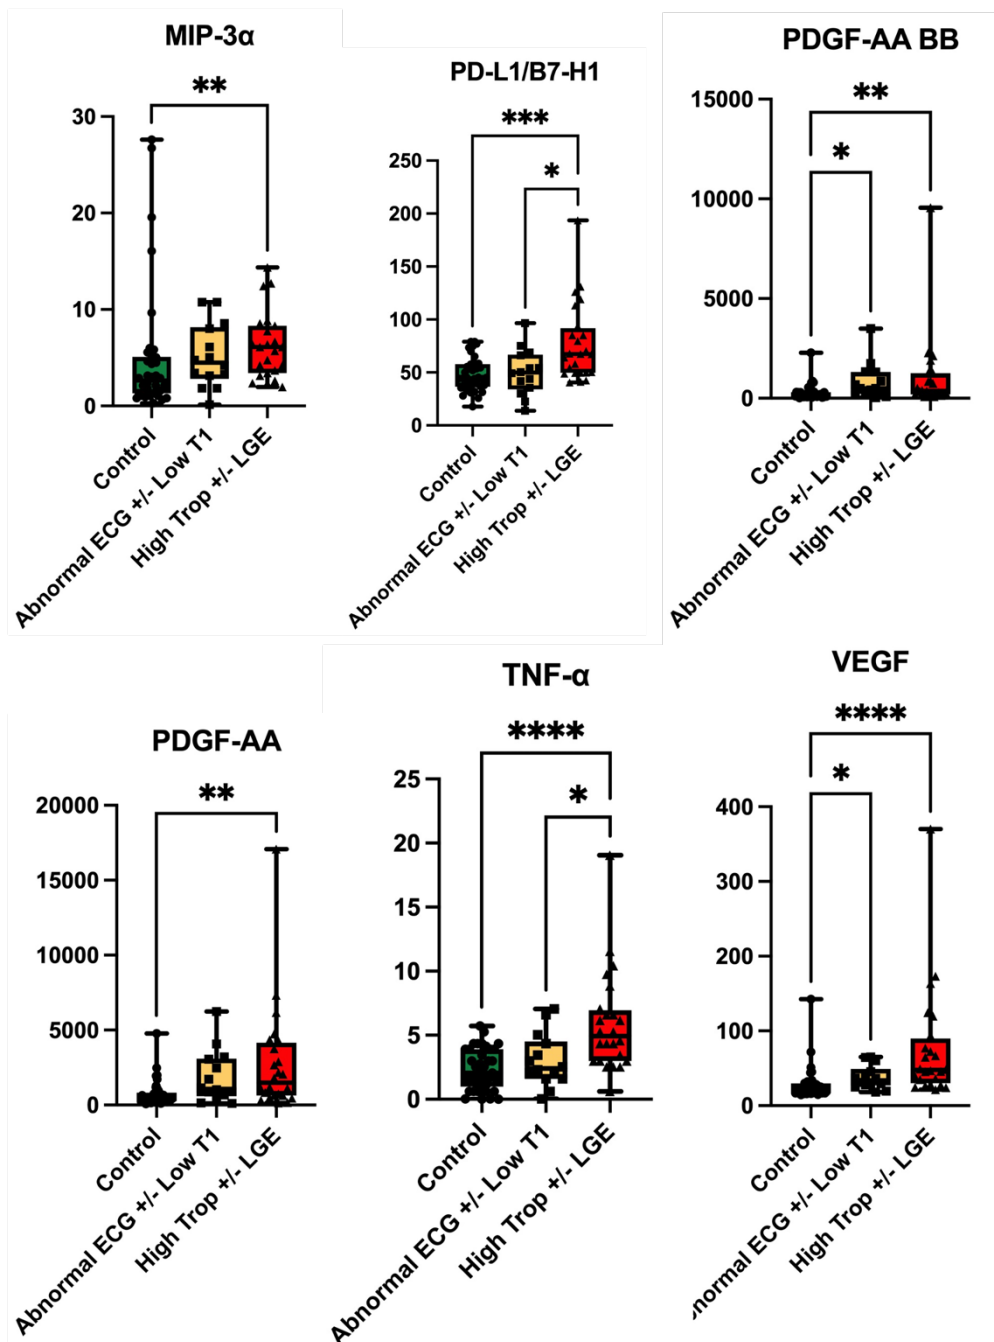 MIP-3α
**
30
20
10
0
Control
Abnormal ECG +/- Low T1
High Trop +/- LGE
PD-L1/B7-H1
***
*
250
200
150
100
50
0
Control
Abnormal ECG +/- Low T1
High Trop +/- LGE
PDGF-AA BB
**
*
15000
10000
5000
0
Control
Abnormal ECG +/- Low T1
High Trop +/- LGE
PDGF-AA
**
20000
15000
10000
5000
0
Control
Abnormal ECG +/- Low T1
High Trop +/- LGE
TNF-α
****
*
25
20
15
10
5
0
Control
Abnormal ECG +/- Low T1
High Trop +/- LGE
VEGF
****
*
400
300
200
100
0
Control
normal ECG +/- Low T1
High Trop +/- LGE